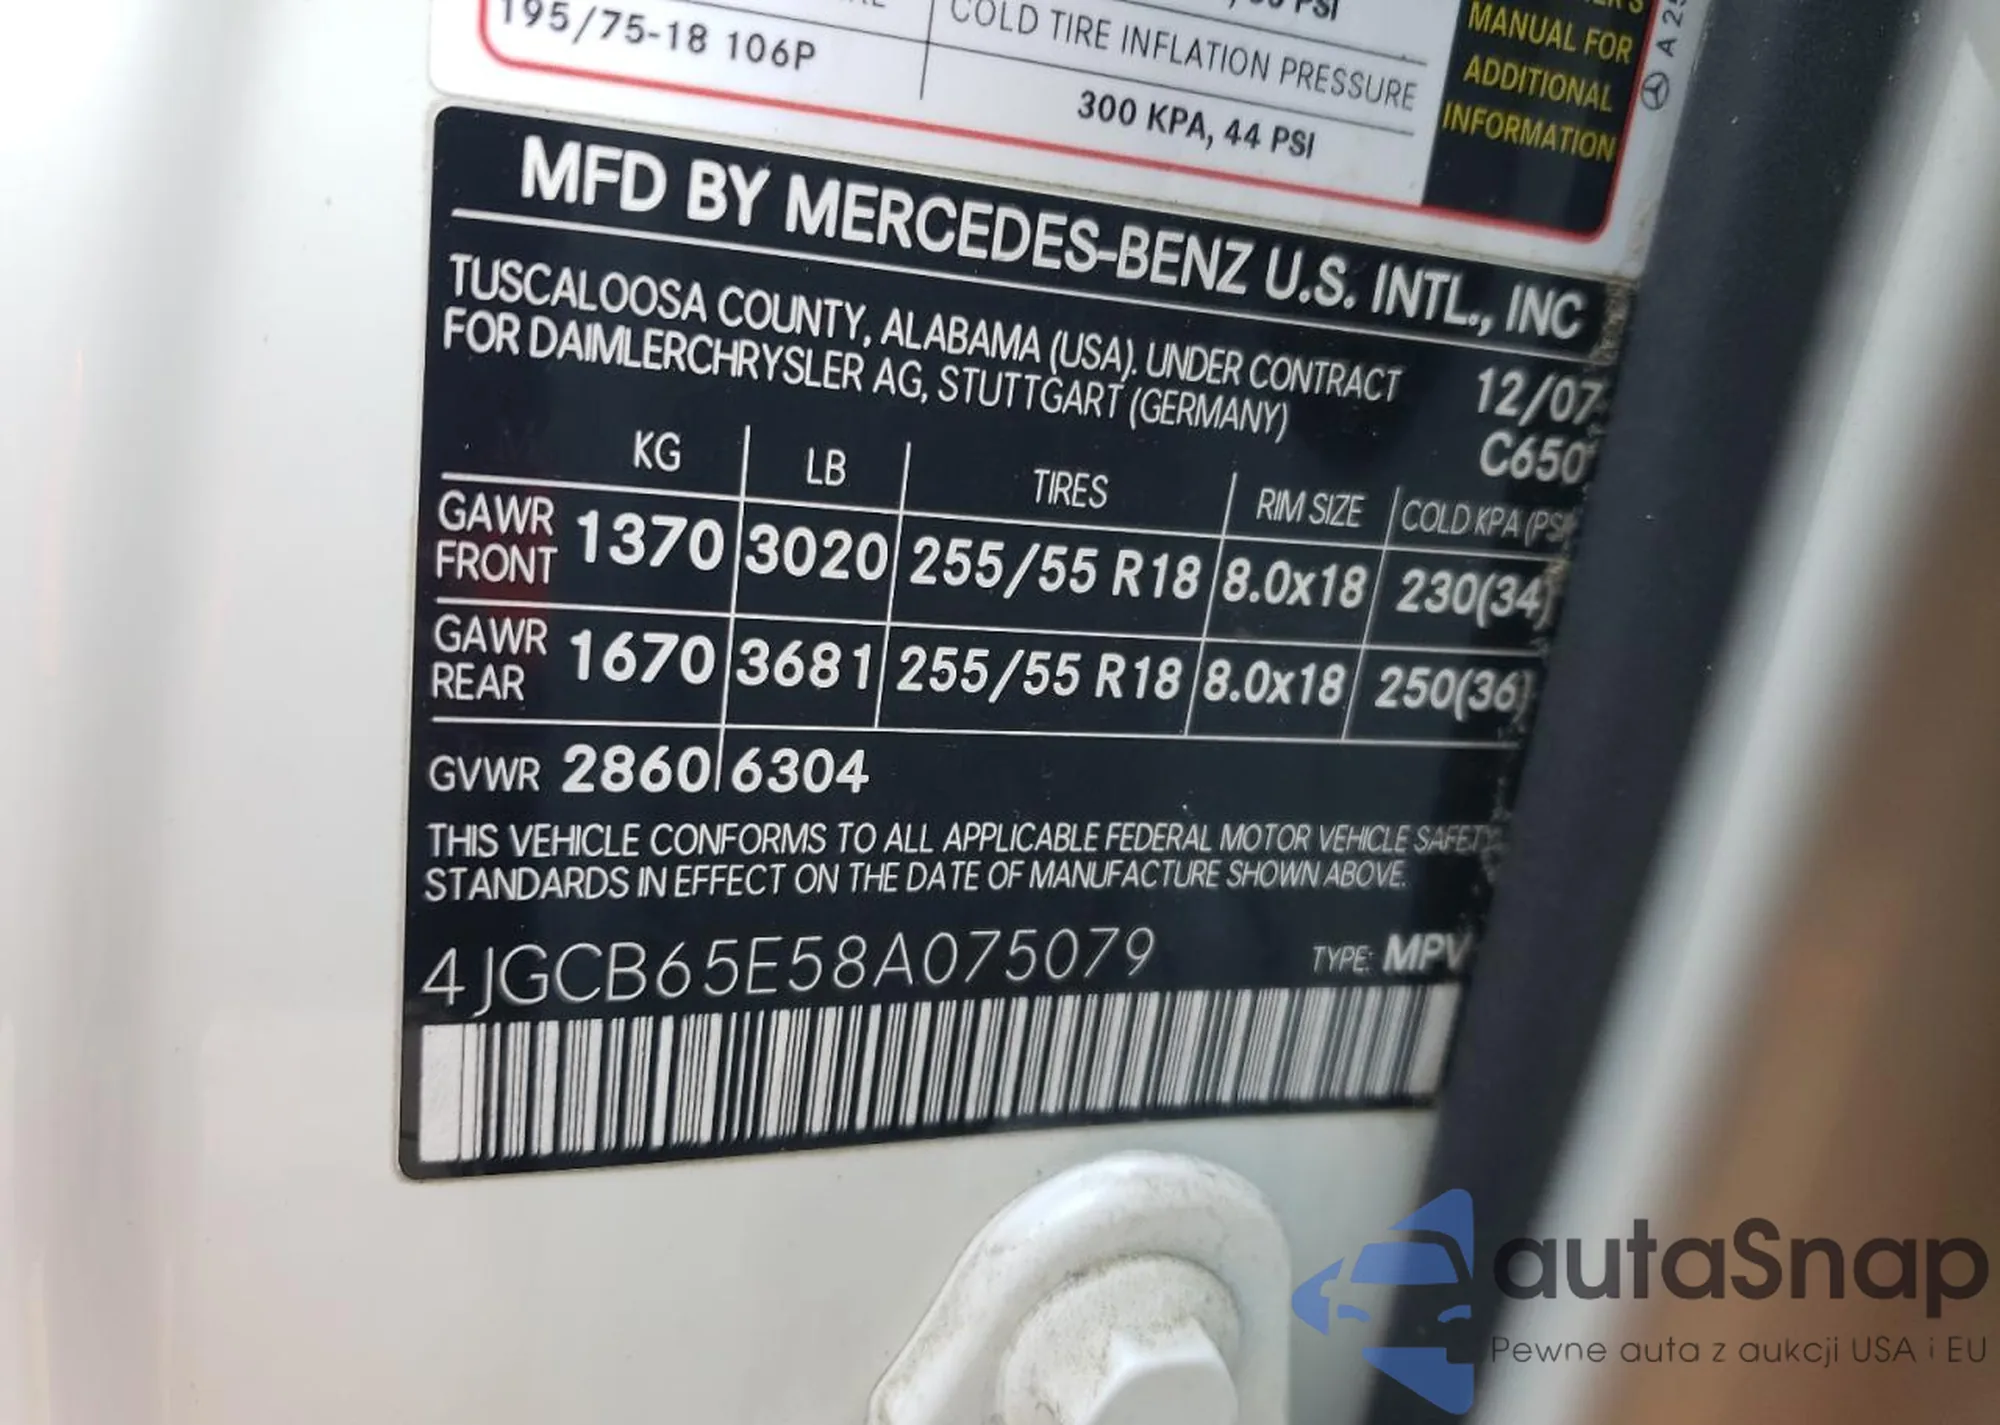 195/75-18 106P
COLD TIRE INFLATION PRESSURE
300 KPA, 44 PSI
MANUAL FOR
ADDITIONAL
INFORMATION
MFD BY MERCEDES-BENZ U.S. INTL., INC
TUSCALOOSA COUNTY, ALABAMA (USA). UNDER CONTRACT
FOR DAIMLERCHRYSLER AG, STUTTGART (GERMANY)
12/07
C650
KG LB TIRES RIM SIZE COLD KPA (PSI
GAWR FRONT 1370 3020 255/55 R18 8.0x18 230(34)
GAWR REAR 1670 3681 255/55 R18 8.0x18 250(36)
GVWR 2860 6304
THIS VEHICLE CONFORMS TO ALL APPLICABLE FEDERAL MOTOR VEHICLE SAFETY
STANDARDS IN EFFECT ON THE DATE OF MANUFACTURE SHOWN ABOVE.
4JGCB65E58A075079 TYPE: MPV
autaSnap
Pewne auta z aukcji USA i EU